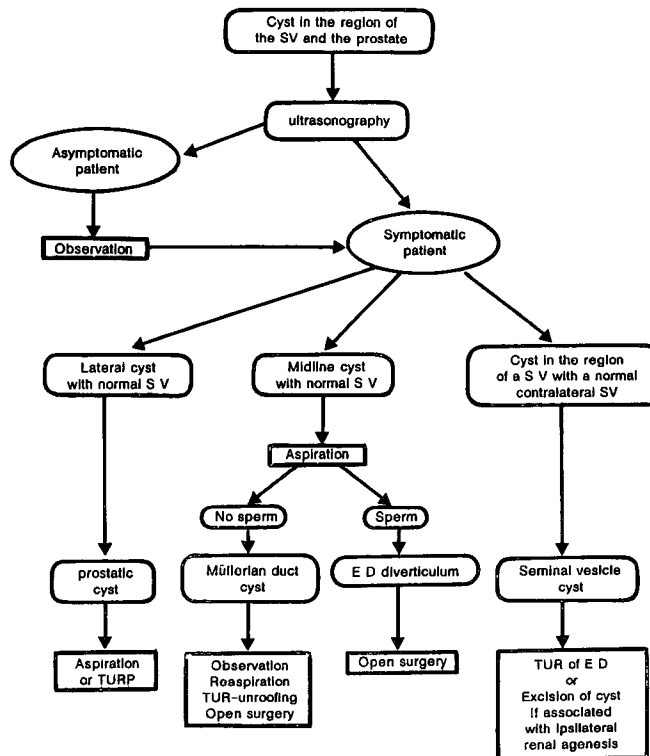 Cyst in the region of
the SV and the prostate
ultrasonography
Asymptomatic
patient
Observation
Symptomatic
patient
Lateral cyst
with normal S V
Midline cyst
with normal S V
Cyst in the region
of a S V with a normal
contralateral SV
Aspiration
No sperm
Sperm
prostatic
cyst
Müllerian duct
cyst
E D diverticulum
Seminal vesicle
cyst
Aspiration
or TURP
Observation
Reaspiration
TUR-unroofing
Open surgery
Open surgery
TUR of E D
or
Excision of cyst
if associated
with ipsilateral
renal agenesis